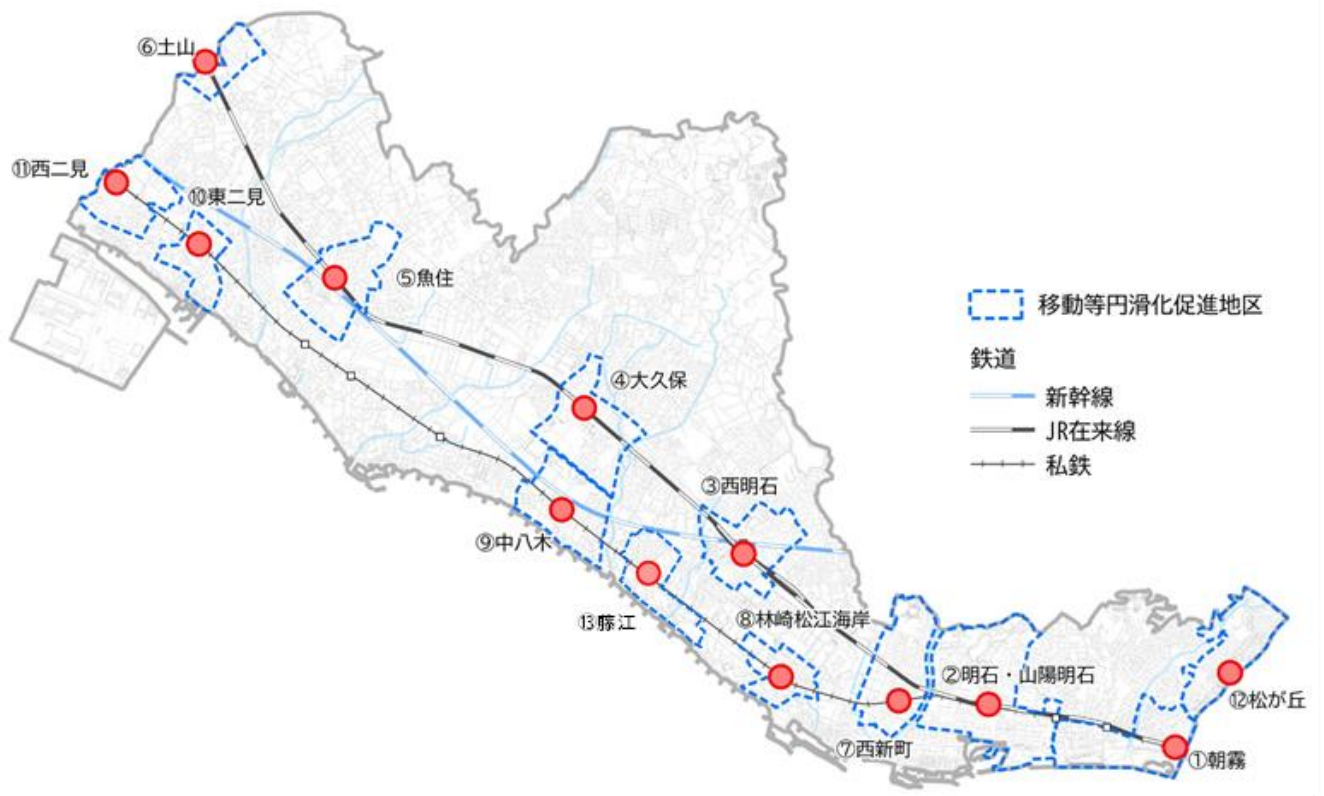 ⑥土山
⑪西二見
⑩東二見
⑤魚住
移動等円滑化促進地区
鉄道
④大久保
新幹線
JR在来線
私鉄
③西明石
⑨中八木
⑬藤江
⑧林崎松江海岸
②明石・山陽明石
⑫松が丘
⑦西新町
①朝霧